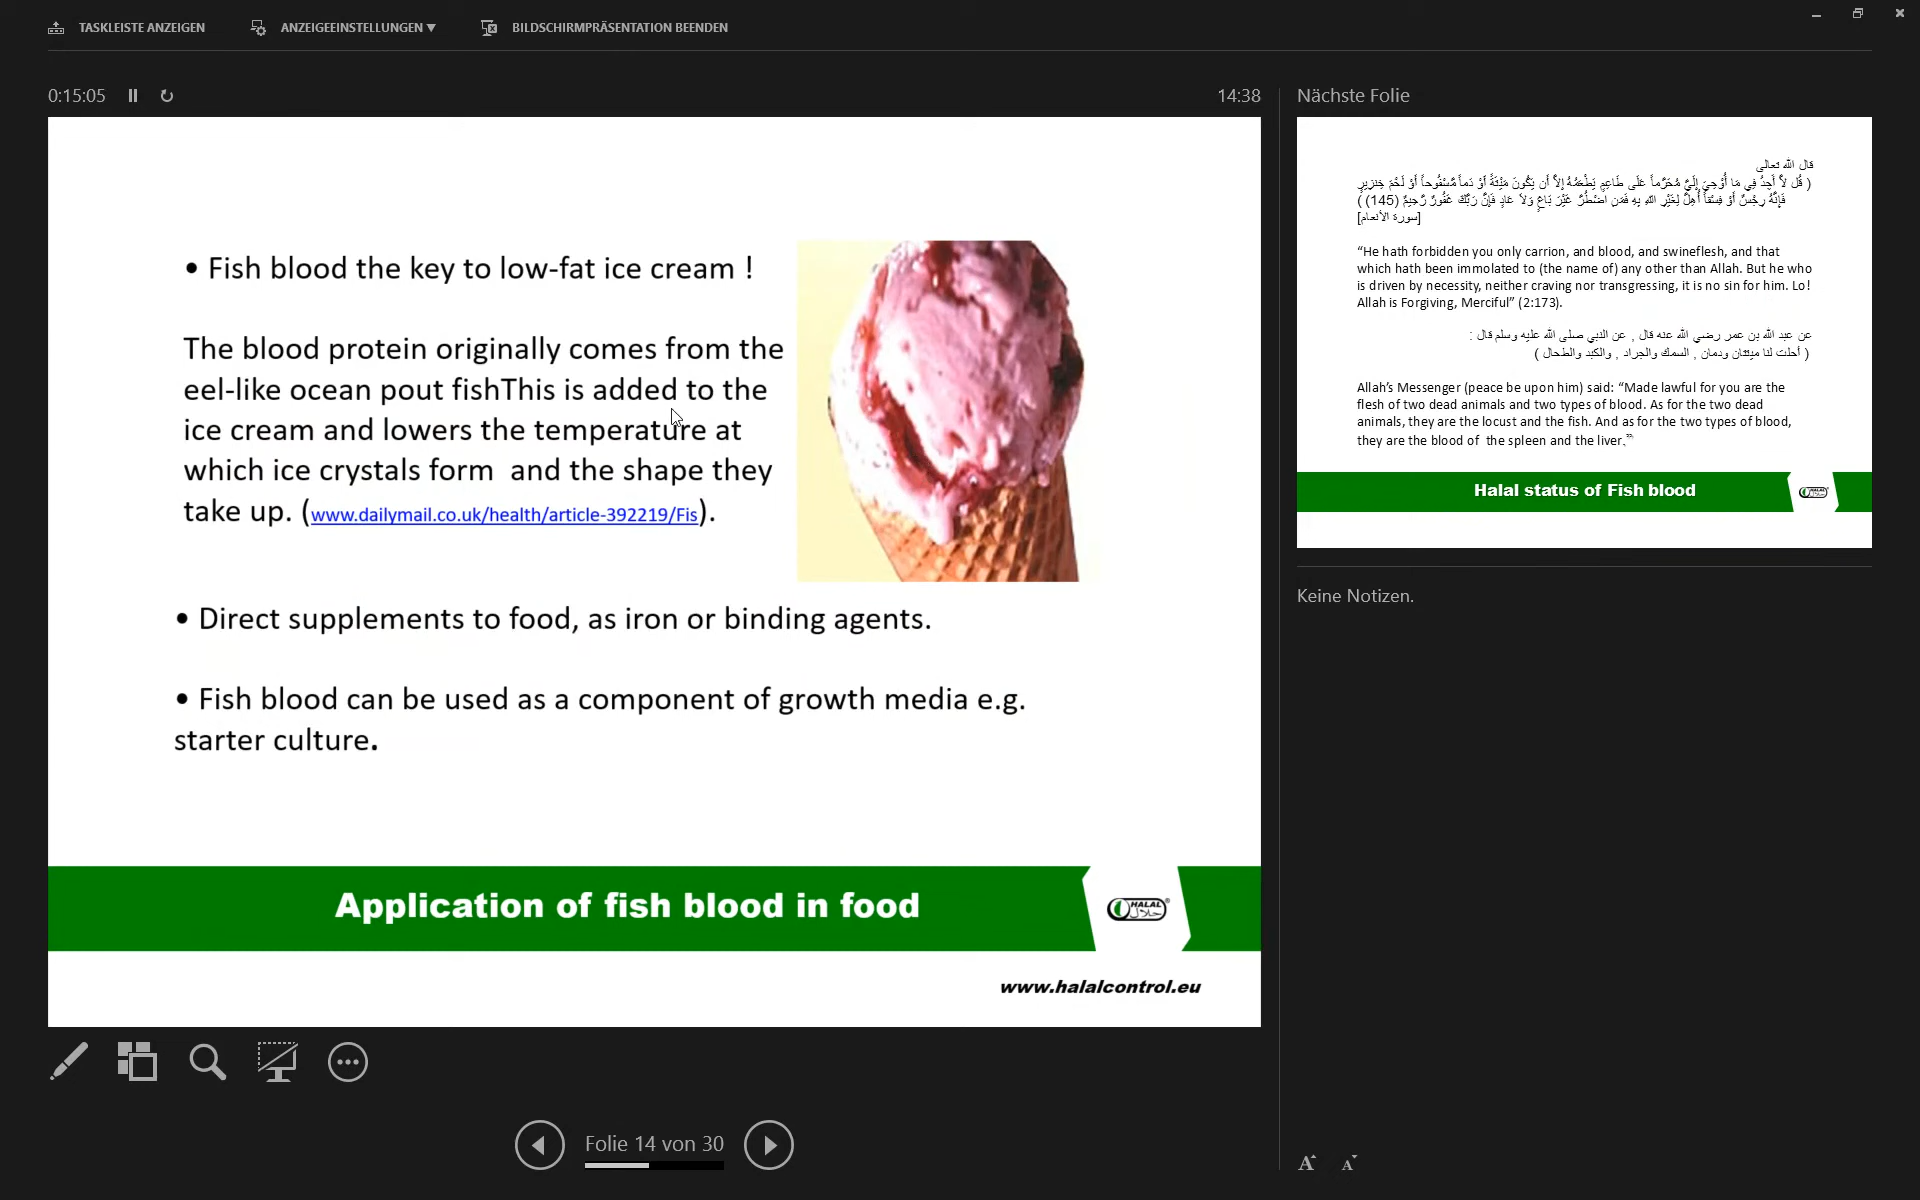 TASKLEISTE ANZEIGEN
ANZEIGEEINSTELLUNGEN ▼
BILDSCHIRMPRÄSENTATION BEENDEN
0:15:05
14:38
• Fish blood the key to low-fat ice cream !
The blood protein originally comes from the
eel-like ocean pout fishThis is added to the
ice cream and lowers the temperature at
which ice crystals form  and the shape they
take up. (www.dailymail.co.uk/health/article-392219/Fis).
• Direct supplements to food, as iron or binding agents.
• Fish blood can be used as a component of growth media e.g.
starter culture.
Application of fish blood in food
HALAL
حلال
www.halalcontrol.eu
Folie 14 von 30
Nächste Folie
قال الله تعالى
( قُل لاَّ أَجِدُ فِي مَا أُوْحِيَ إِلَيَّ مُحَرَّماً عَلَى طَاعِمٍ يَطْعَمُهُ إِلاَّ أَن يَكُونَ مَيْتَةً أَوْ دَماً مَّسْفُوحاً أَوْ لَحْمَ خِنزِيرٍ
فَإِنَّهُ رِجْسٌ أَوْ فِسْقاً أُهِلَّ لِغَيْرِ اللهِ بِهِ فَمَنِ اضْطُرَّ غَيْرَ بَاغٍ وَلاَ عَادٍ فَإِنَّ رَبَّكَ غَفُورٌ رَّحِيمٌ (145) )
[سورة الأنعام]
“He hath forbidden you only carrion, and blood, and swineflesh, and that
which hath been immolated to (the name of) any other than Allah. But he who
is driven by necessity, neither craving nor transgressing, it is no sin for him. Lo!
Allah is Forgiving, Merciful” (2:173).
عن عبد الله بن عمر رضي الله عنه قال , عن النبي صلى الله عليه وسلم قال :
( أحلت لنا ميتتان ودمان , السمك والجراد , والكبد والطحال )
Allah’s Messenger (peace be upon him) said: “Made lawful for you are the
flesh of two dead animals and two types of blood. As for the two dead
animals, they are the locust and the fish. And as for the two types of blood,
they are the blood of  the spleen and the liver.”
Halal status of Fish blood
Keine Notizen.